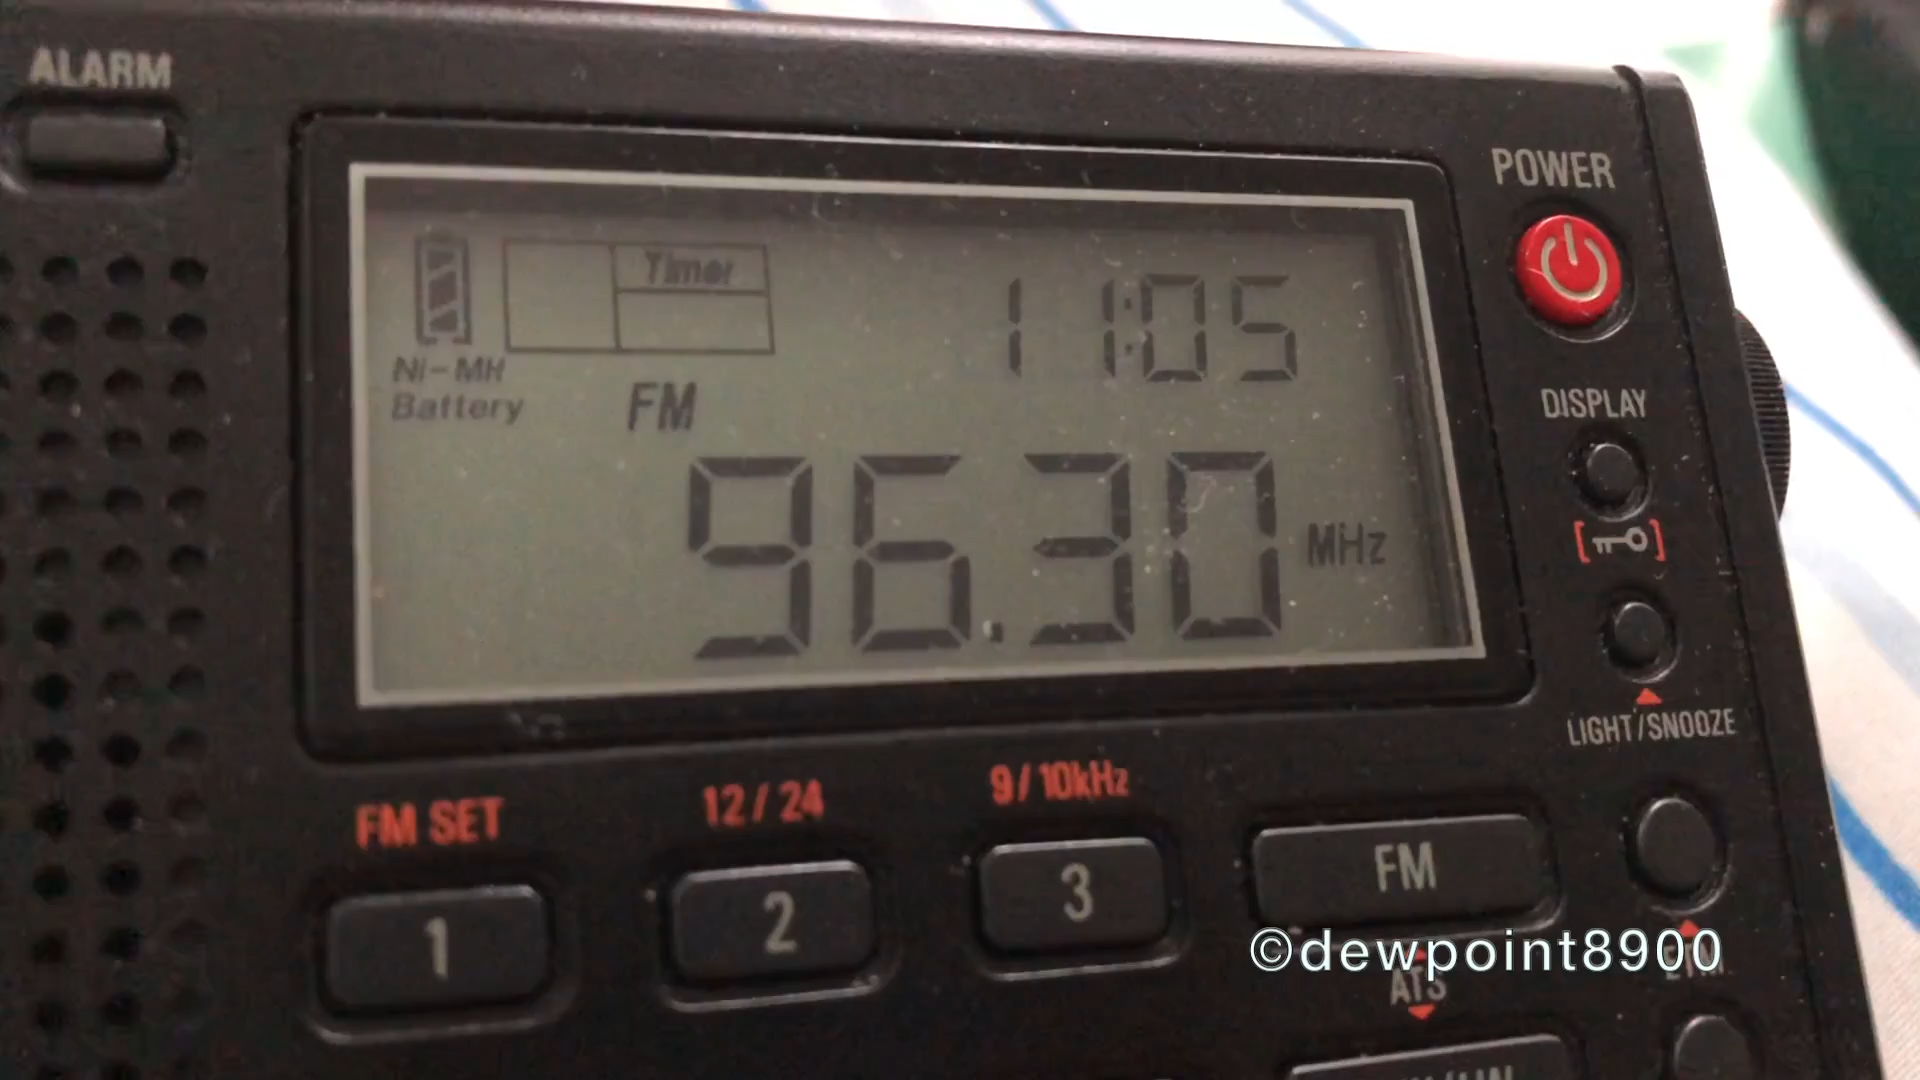 ALARM
POWER
Timer
11:05
Ni-MH
Battery
FM
DISPLAY
96.30 MHz
LIGHT/SNOOZE
FM SET
12/24
9/10kHz
1
2
3
FM
©dewpoint8900
ATS